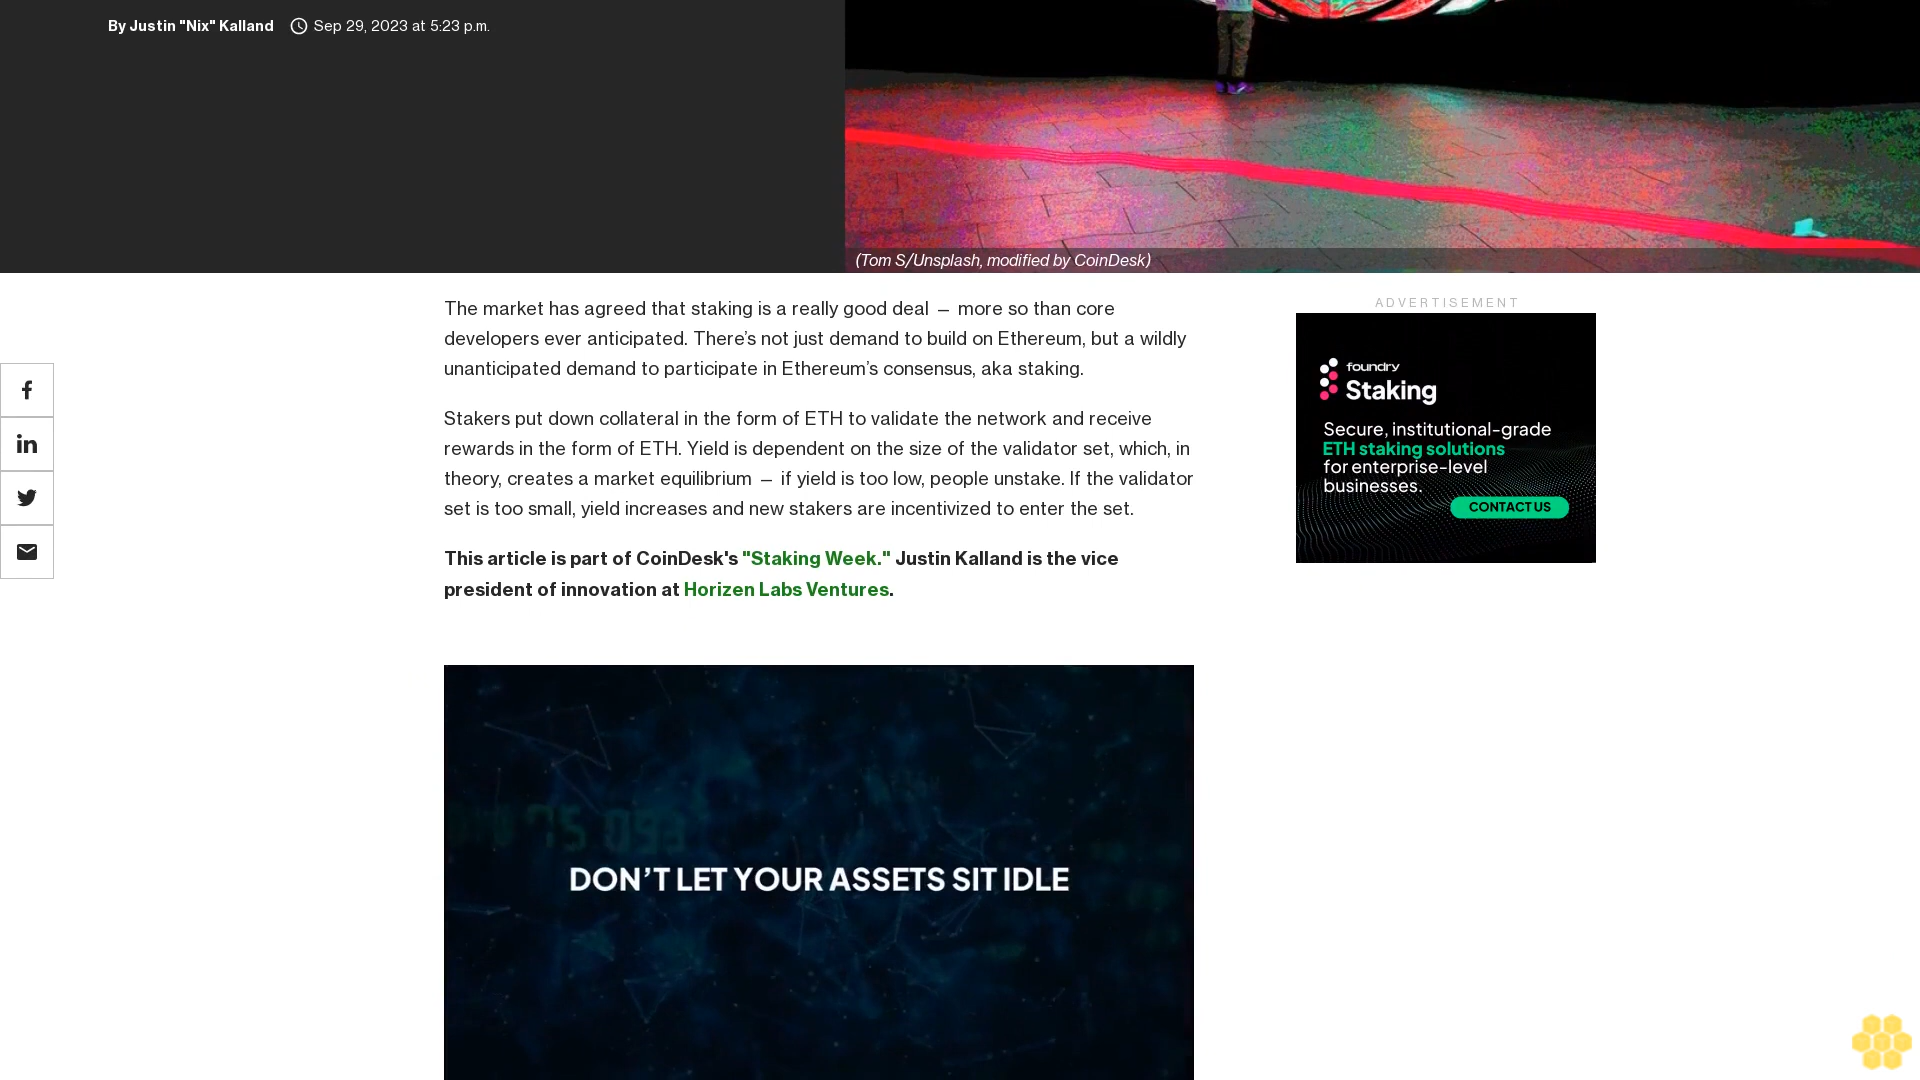 By Justin "Nix" Kalland Sep 29, 2023 at 5:23 p.m.
(Tom S/Unsplash, modified by CoinDesk)
The market has agreed that staking is a really good deal — more so than core
developers ever anticipated. There’s not just demand to build on Ethereum, but a wildly
unanticipated demand to participate in Ethereum’s consensus, aka staking.
Stakers put down collateral in the form of ETH to validate the network and receive
rewards in the form of ETH. Yield is dependent on the size of the validator set, which, in
theory, creates a market equilibrium — if yield is too low, people unstake. If the validator
set is too small, yield increases and new stakers are incentivized to enter the set.
This article is part of CoinDesk's "Staking Week." Justin Kalland is the vice
president of innovation at Horizen Labs Ventures.
DON’T LET YOUR ASSETS SIT IDLE
ADVERTISEMENT
foundry
Staking
Secure, institutional-grade
ETH staking solutions
for enterprise-level
businesses.
CONTACT US